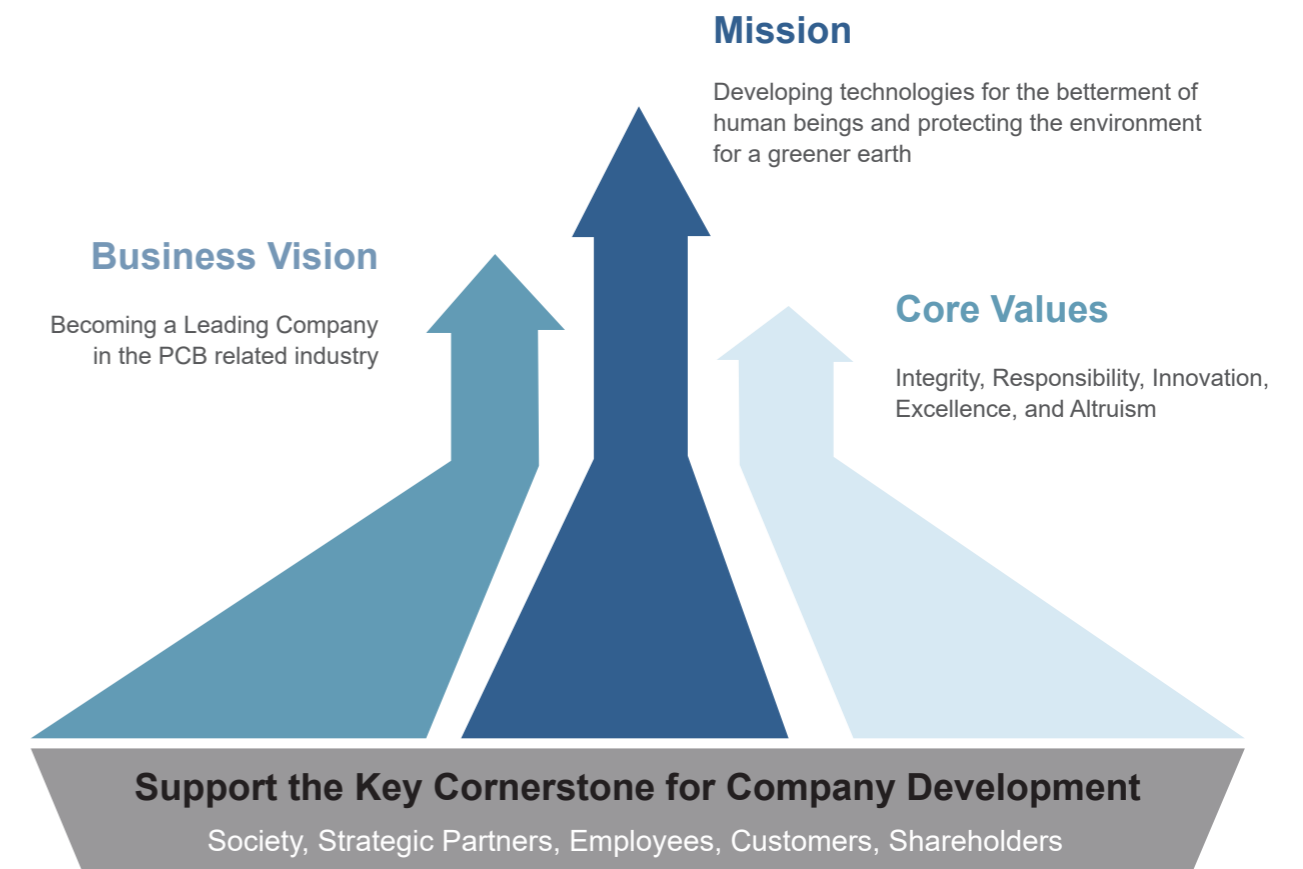 Mission
Developing technologies for the betterment of
human beings and protecting the environment
for a greener earth
Business Vision
Becoming a Leading Company
in the PCB related industry
Core Values
Integrity, Responsibility, Innovation,
Excellence, and Altruism
Support the Key Cornerstone for Company Development
Society, Strategic Partners, Employees, Customers, Shareholders